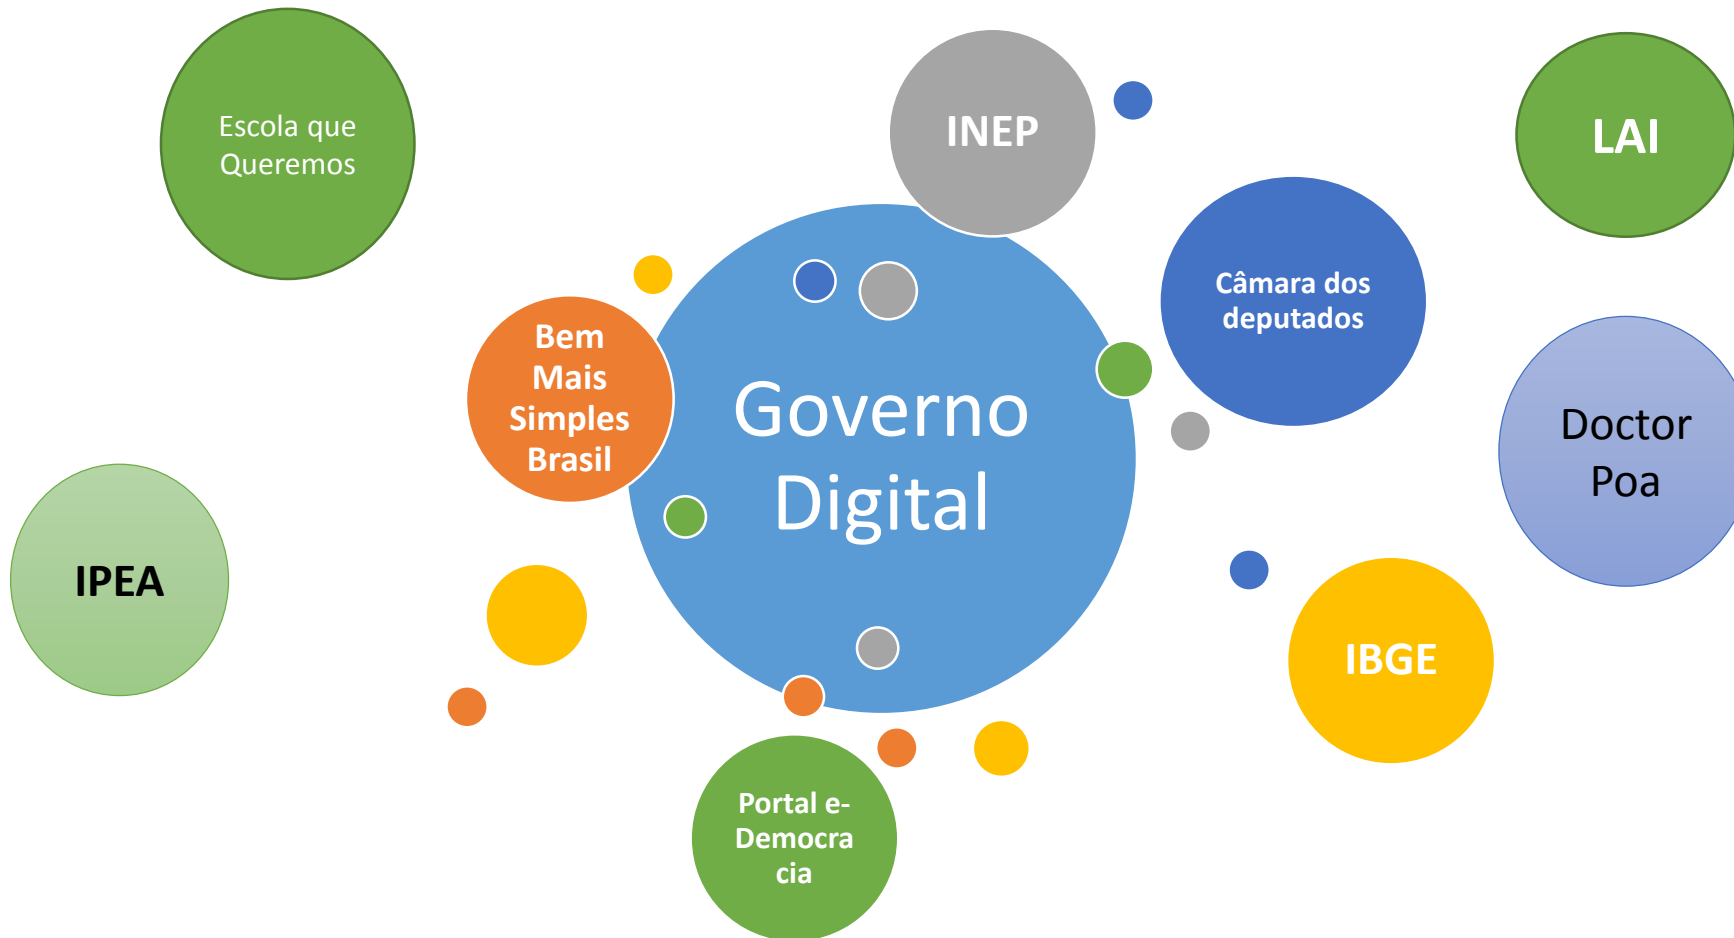 Escola que
Queremos
INEP
LAI
Câmara dos
deputados
Bem
Mais
Simples
Brasil
Governo
Digital
Doctor
Poa
IPEA
IBGE
Portal e-
Democra
cia